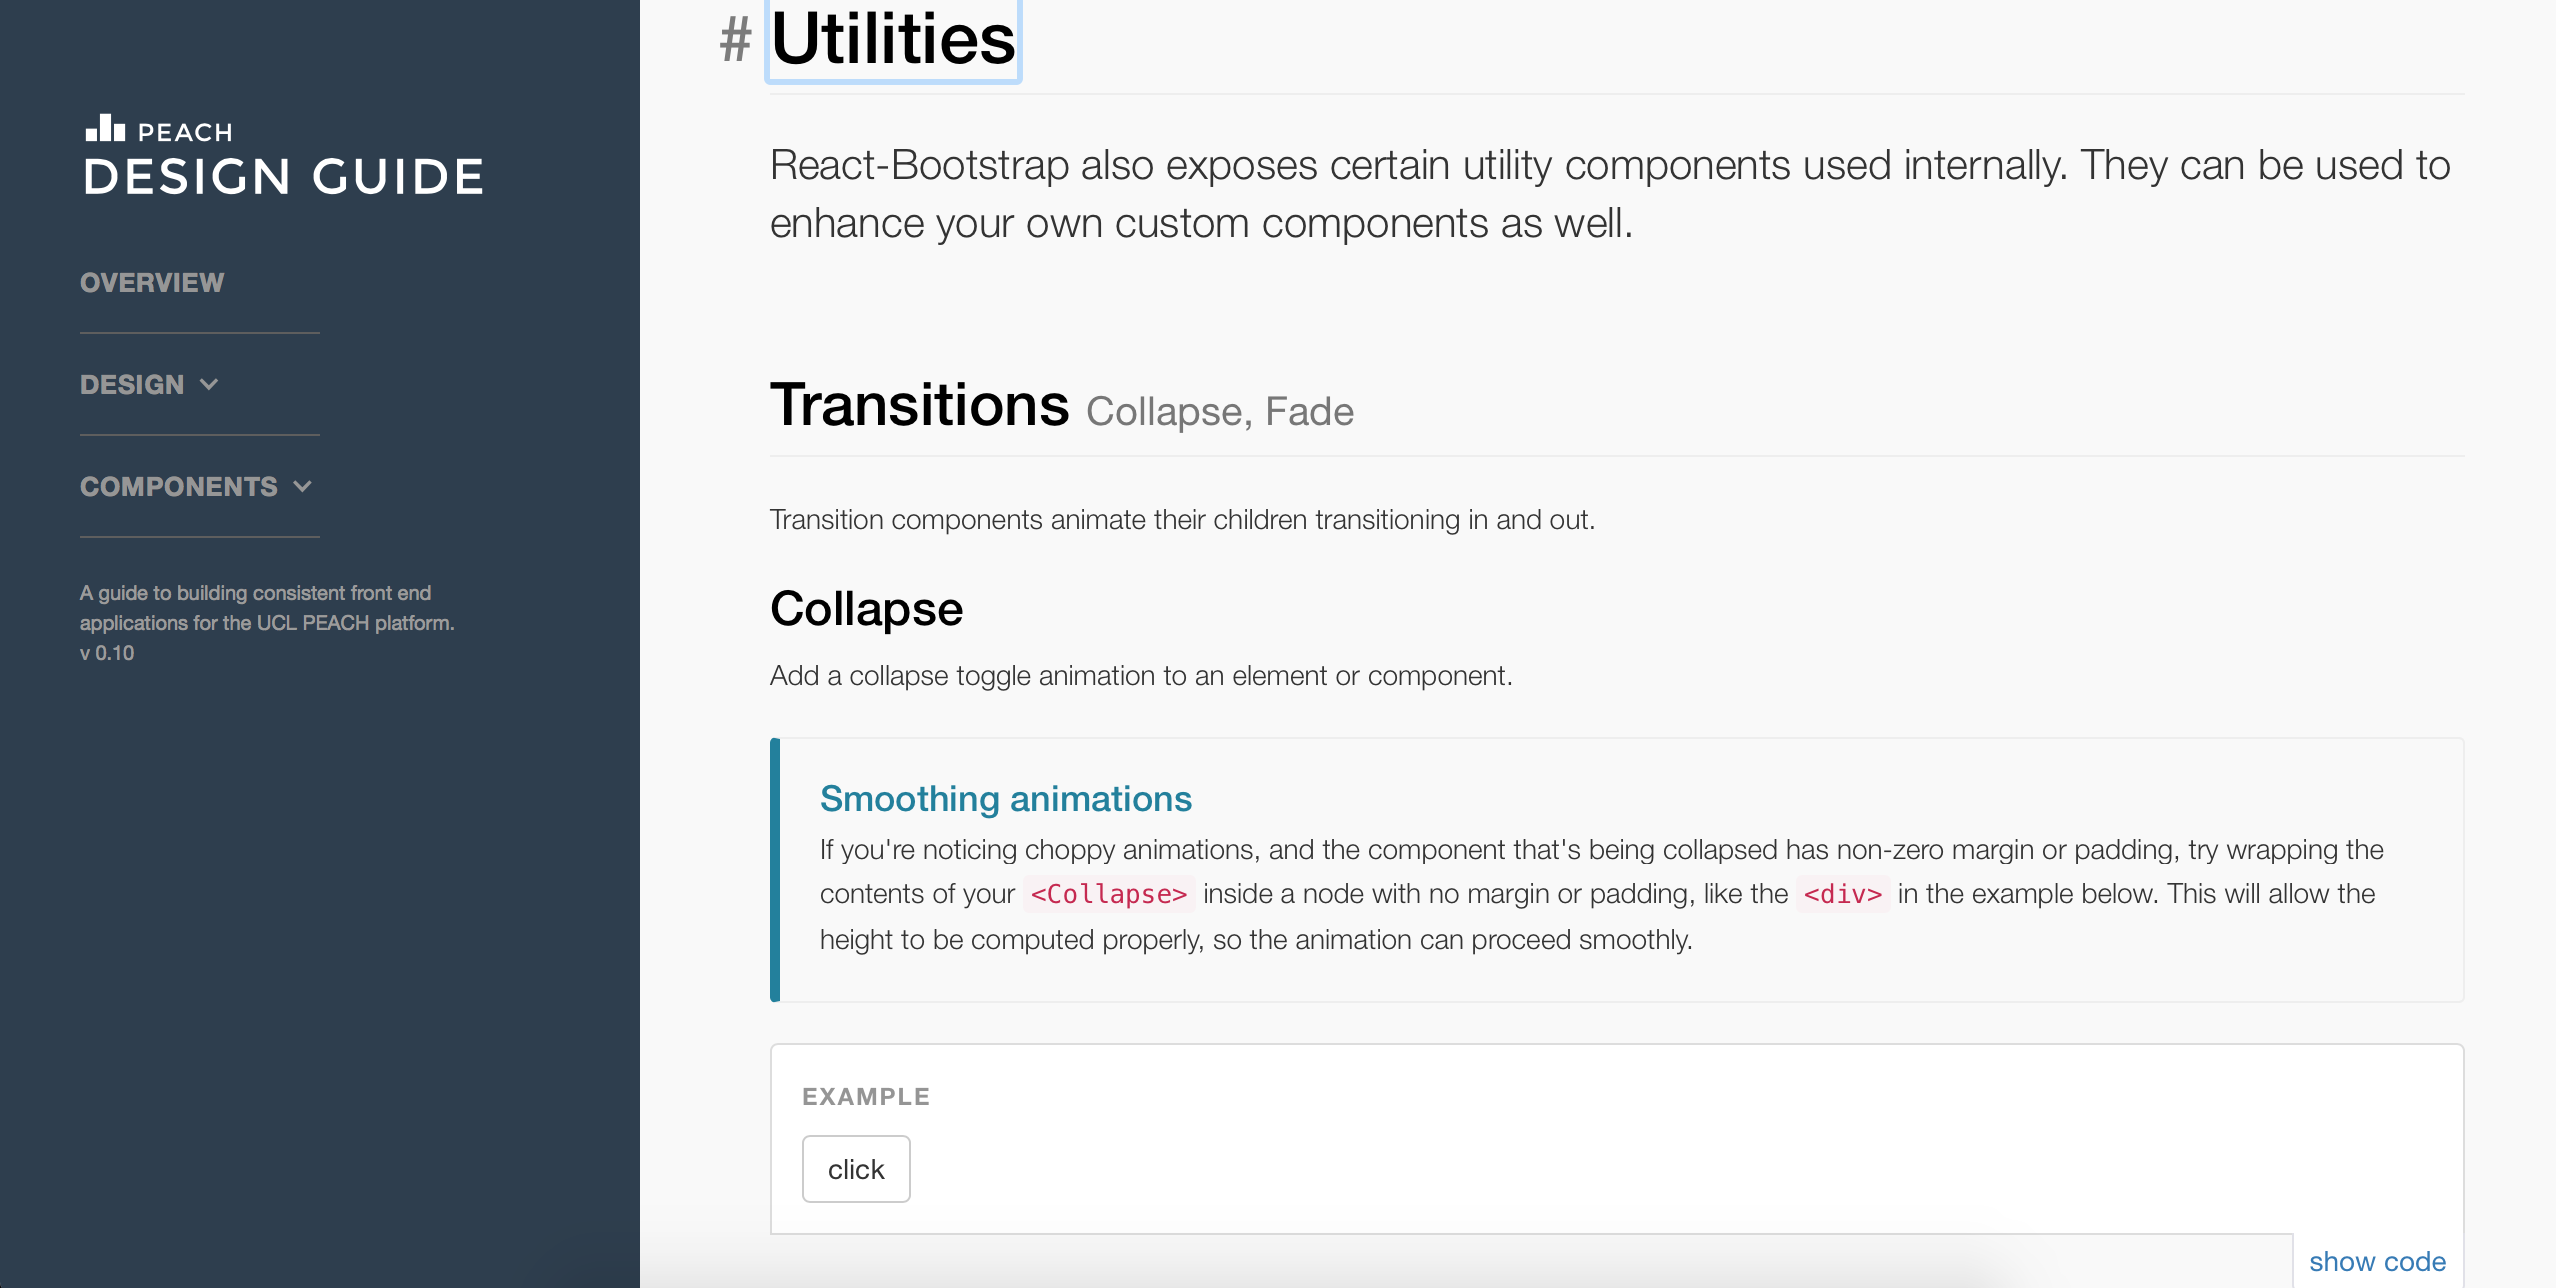 PEACH
DESIGN GUIDE
OVERVIEW
DESIGN
COMPONENTS
A guide to building consistent front end
applications for the UCL PEACH platform.
v 0.10
# Utilities
React-Bootstrap also exposes certain utility components used internally. They can be used to
enhance your own custom components as well.
Transitions Collapse, Fade
Transition components animate their children transitioning in and out.
Collapse
Add a collapse toggle animation to an element or component.
Smoothing animations
If you're noticing choppy animations, and the component that's being collapsed has non-zero margin or padding, try wrapping the
contents of your <Collapse> inside a node with no margin or padding, like the <div> in the example below. This will allow the
height to be computed properly, so the animation can proceed smoothly.
EXAMPLE
click
show code